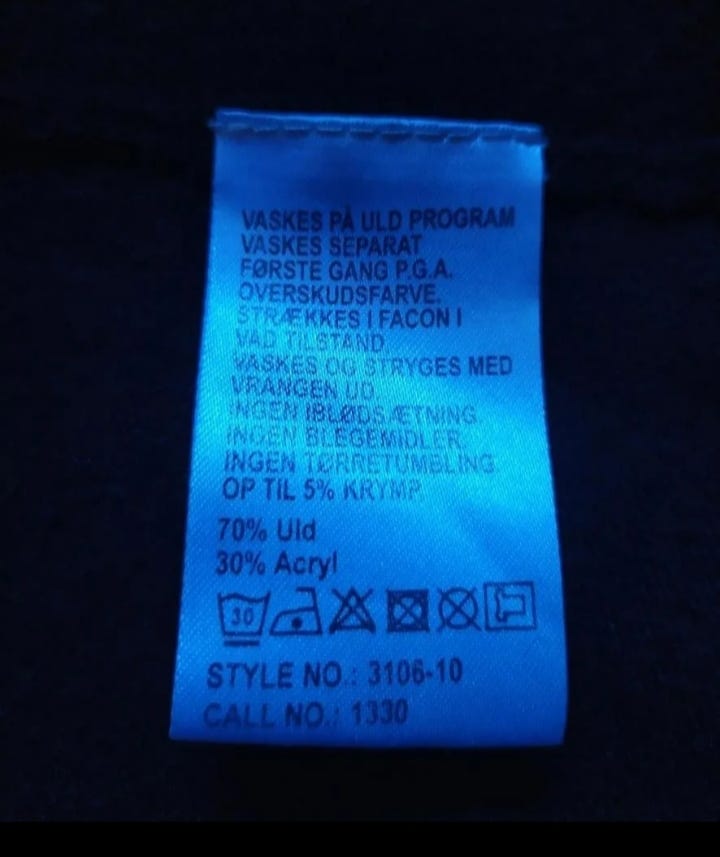 VASKES PÅ ULD PROGRAM
VASKES SEPARAT
FØRSTE GANG P.G.A.
OVERSKUDSFARVE.
STRÆKKES I FACON I
VÅD TILSTAND
VASKES OG STRYGES MED
VRANGEN UD.
INGEN IBLØDSÆTNING.
INGEN BLEGEMIDLER.
INGEN TØRRETUMBLING.
OP TIL 5% KRYMP.
70% Uld
30% Acryl
30
STYLE NO.: 3106-10
CALL NO.: 1330